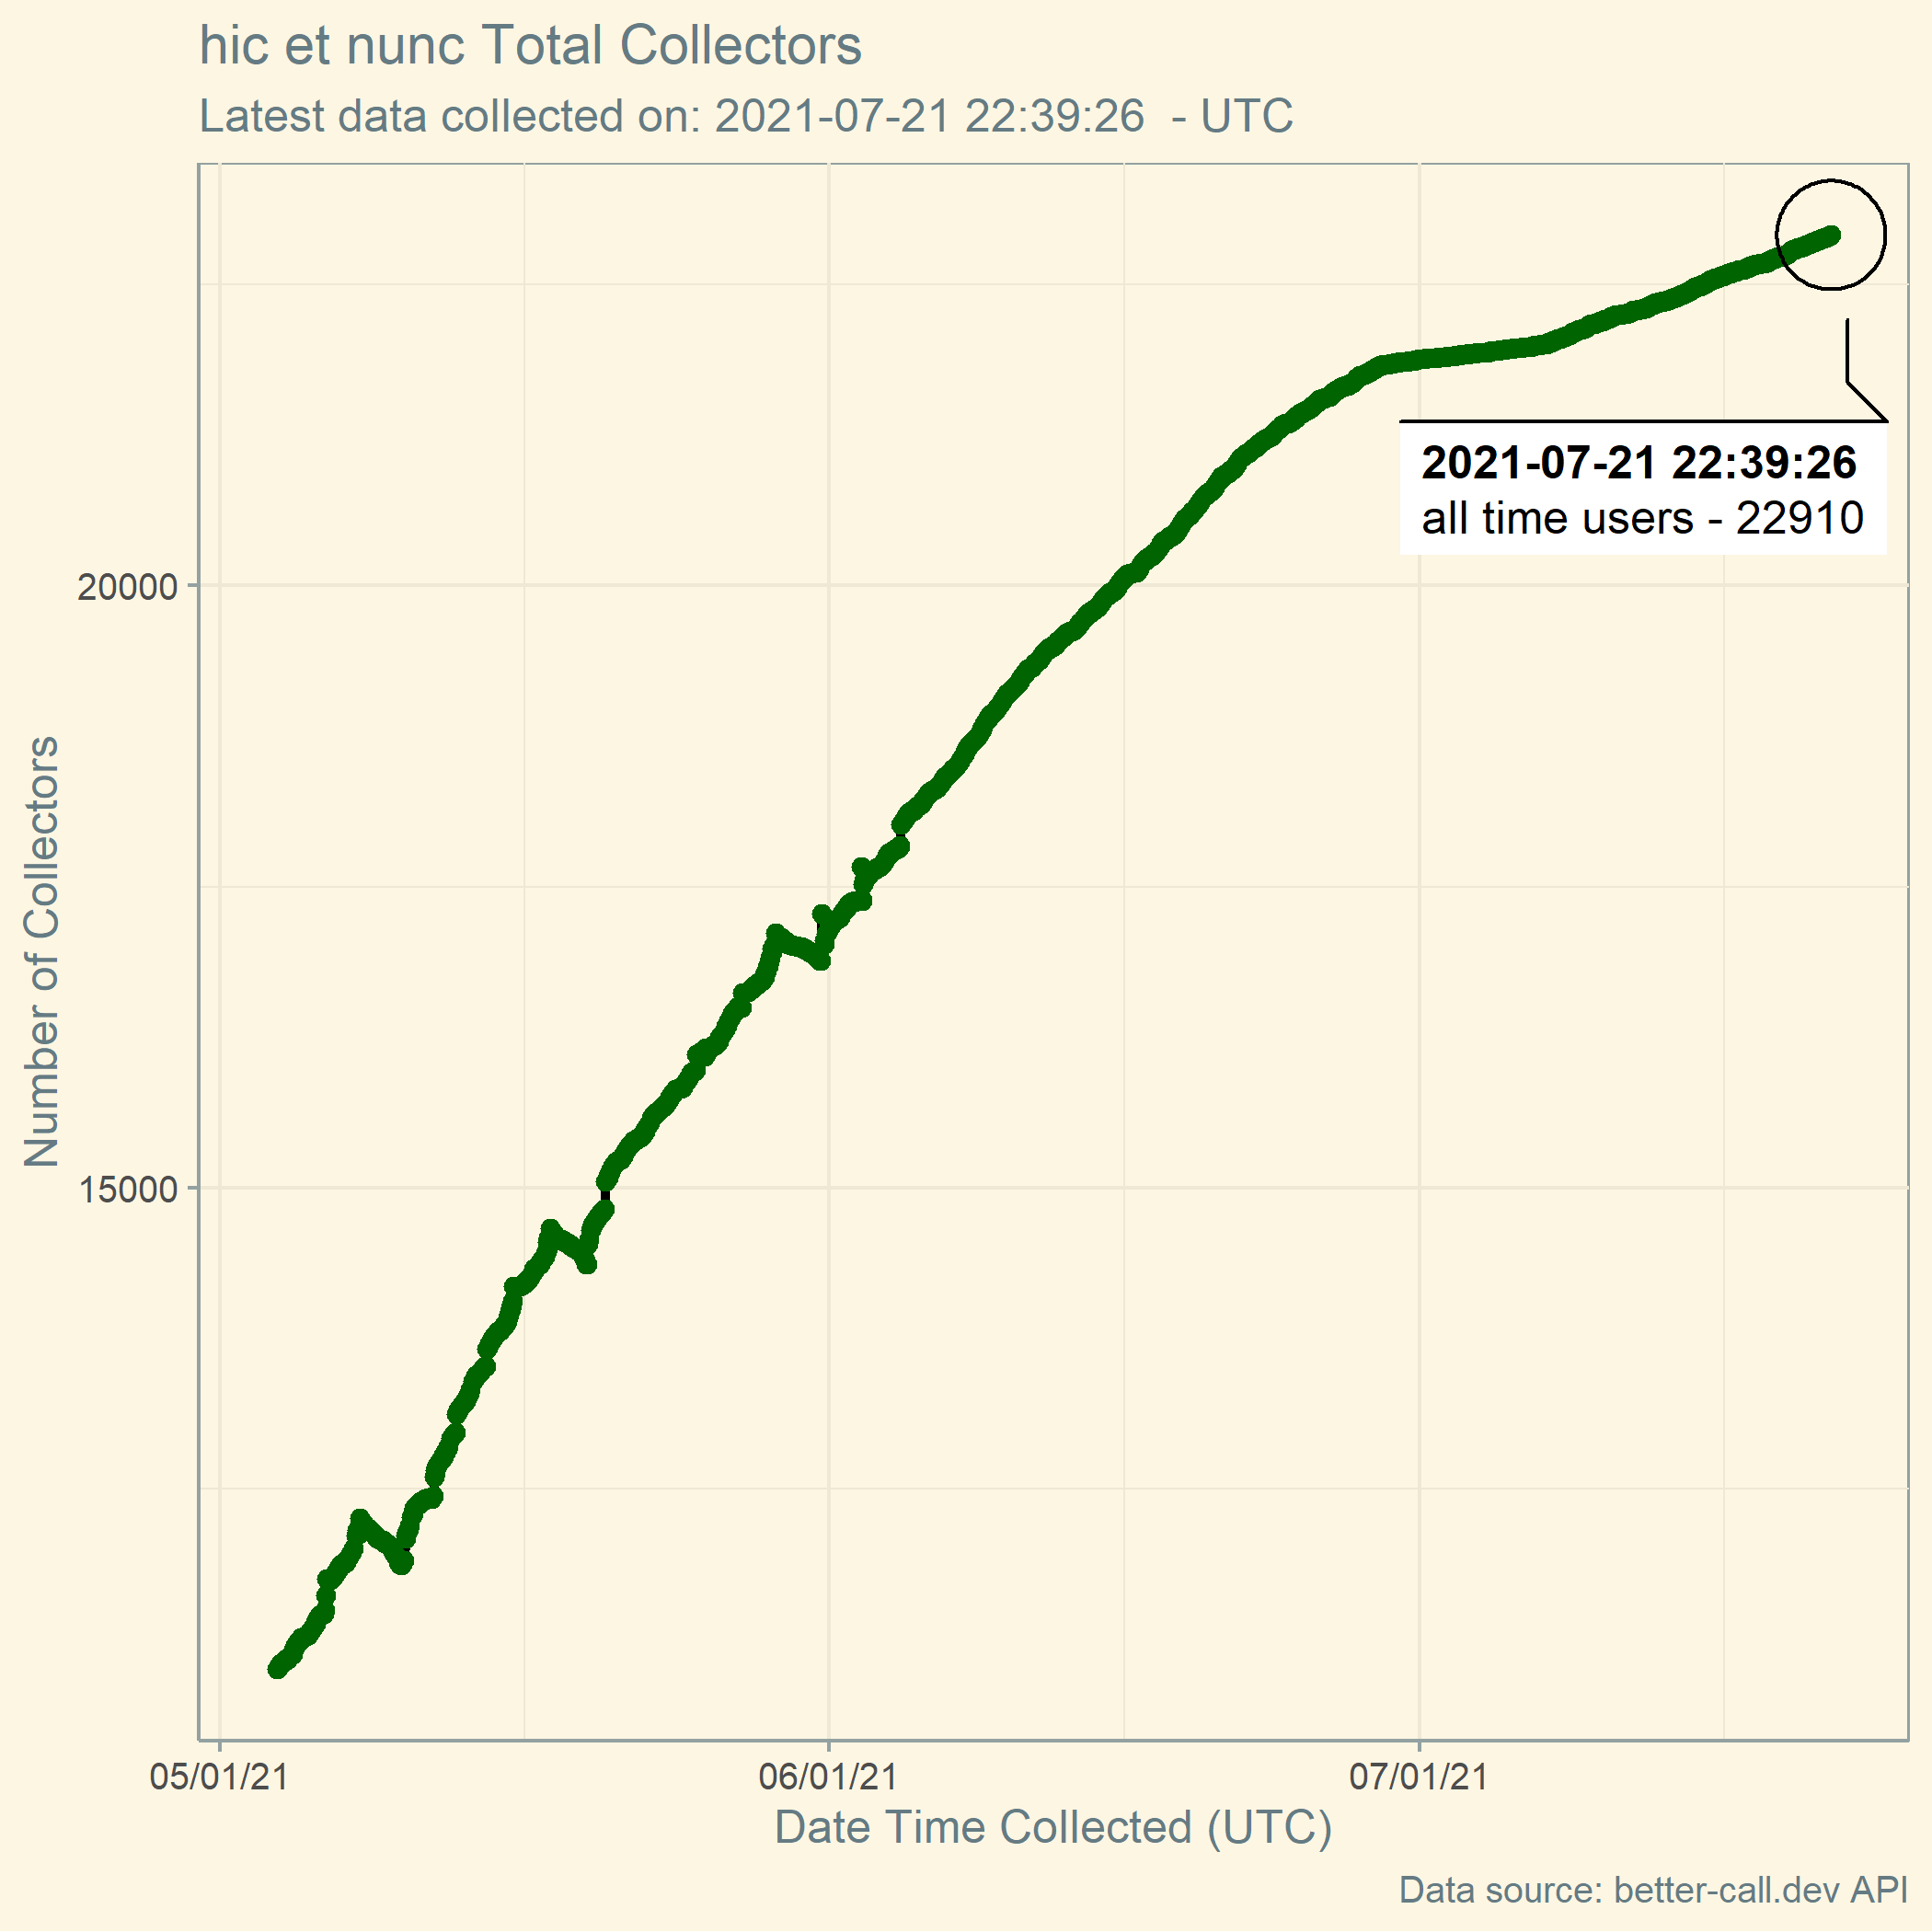 hic et nunc Total Collectors
Latest data collected on: 2021-07-21 22:39:26  - UTC
2021-07-21 22:39:26
all time users - 22910
20000
15000
Number of Collectors
05/01/21
06/01/21
07/01/21
Date Time Collected (UTC)
Data source: better-call.dev API